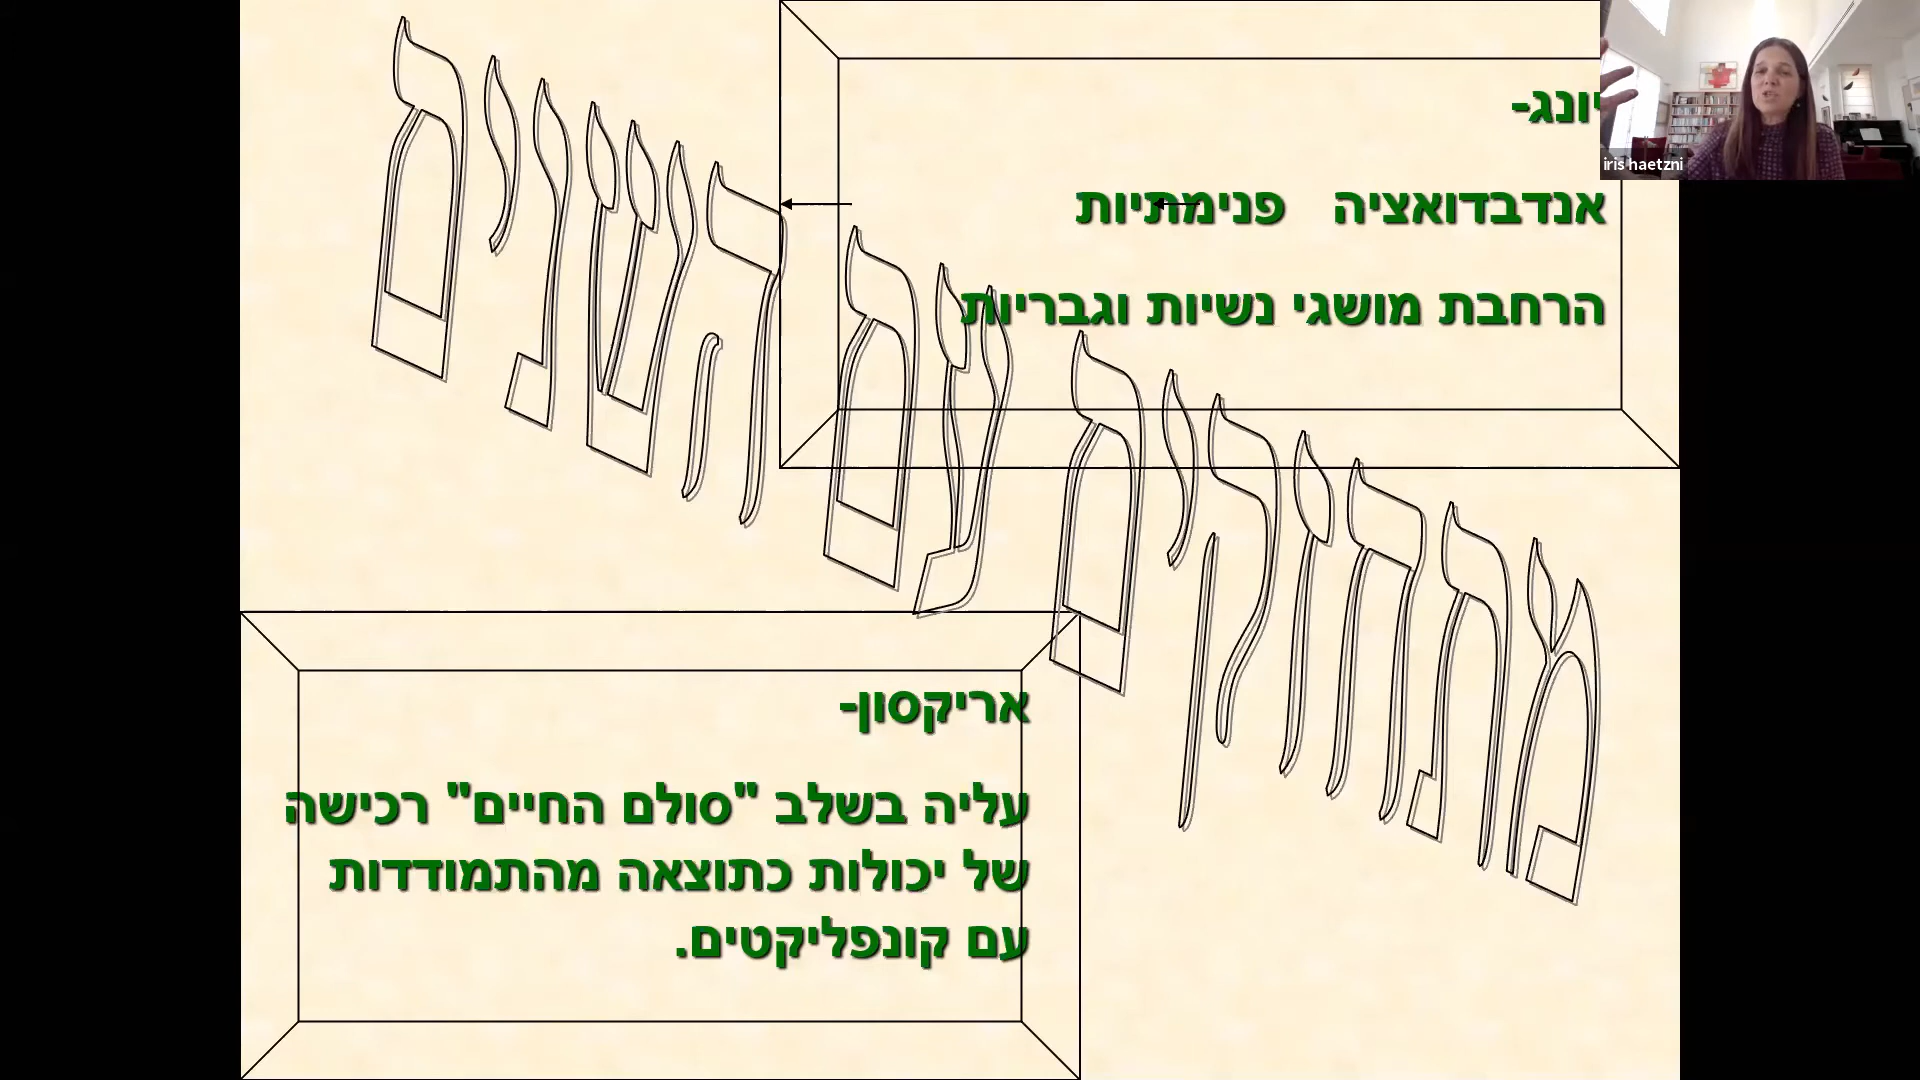 מתחזקים עם השנים
יונג-
אנדבדואציה פנימתיות
הרחבת מושגי נשיות וגבריות
אריקסון-
עליה בשלב "סולם החיים" רכישה
של יכולות כתוצאה מהתמודדות
עם קונפליקטים.
iris haetzni